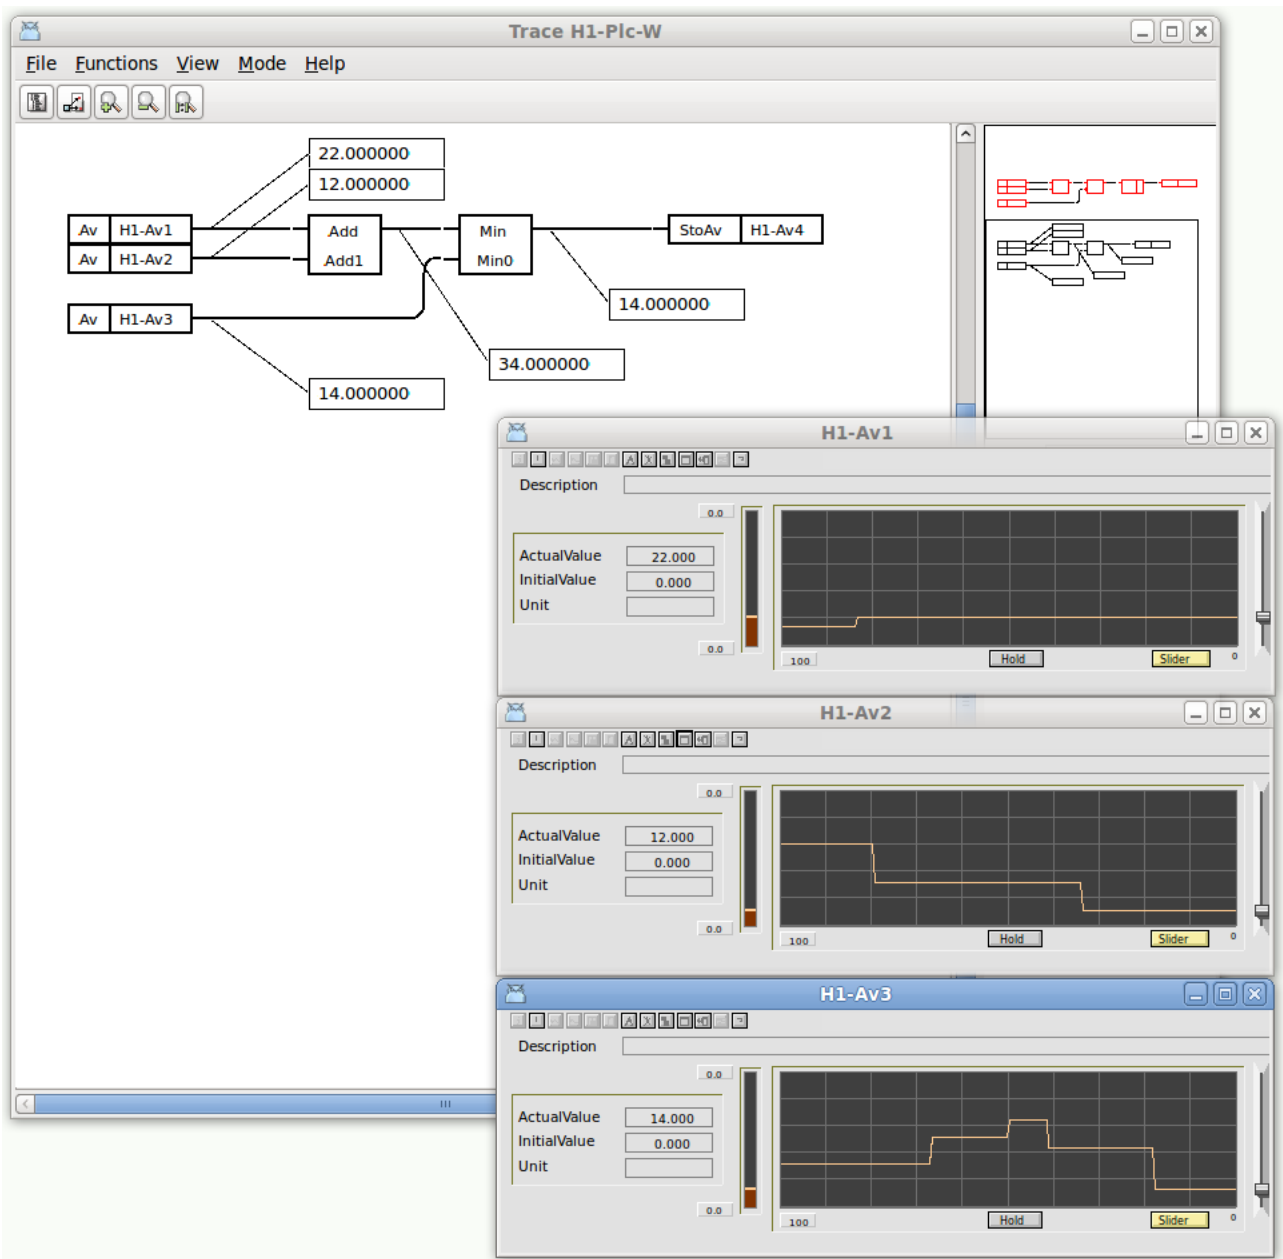 Trace H1-Plc-W
File Functions View Mode Help
22.000000
12.000000
Av H1-Av1
Av H1-Av2
Add
Add1
Min
Min0
StoAv H1-Av4
14.000000
Av H1-Av3
34.000000
14.000000
H1-Av1
Description
0.0
ActualValue 22.000
InitialValue 0.000
Unit
0.0
100 Hold Slider 0
H1-Av2
Description
0.0
ActualValue 12.000
InitialValue 0.000
Unit
0.0
100 Hold Slider 0
H1-Av3
Description
0.0
ActualValue 14.000
InitialValue 0.000
Unit
0.0
100 Hold Slider 0